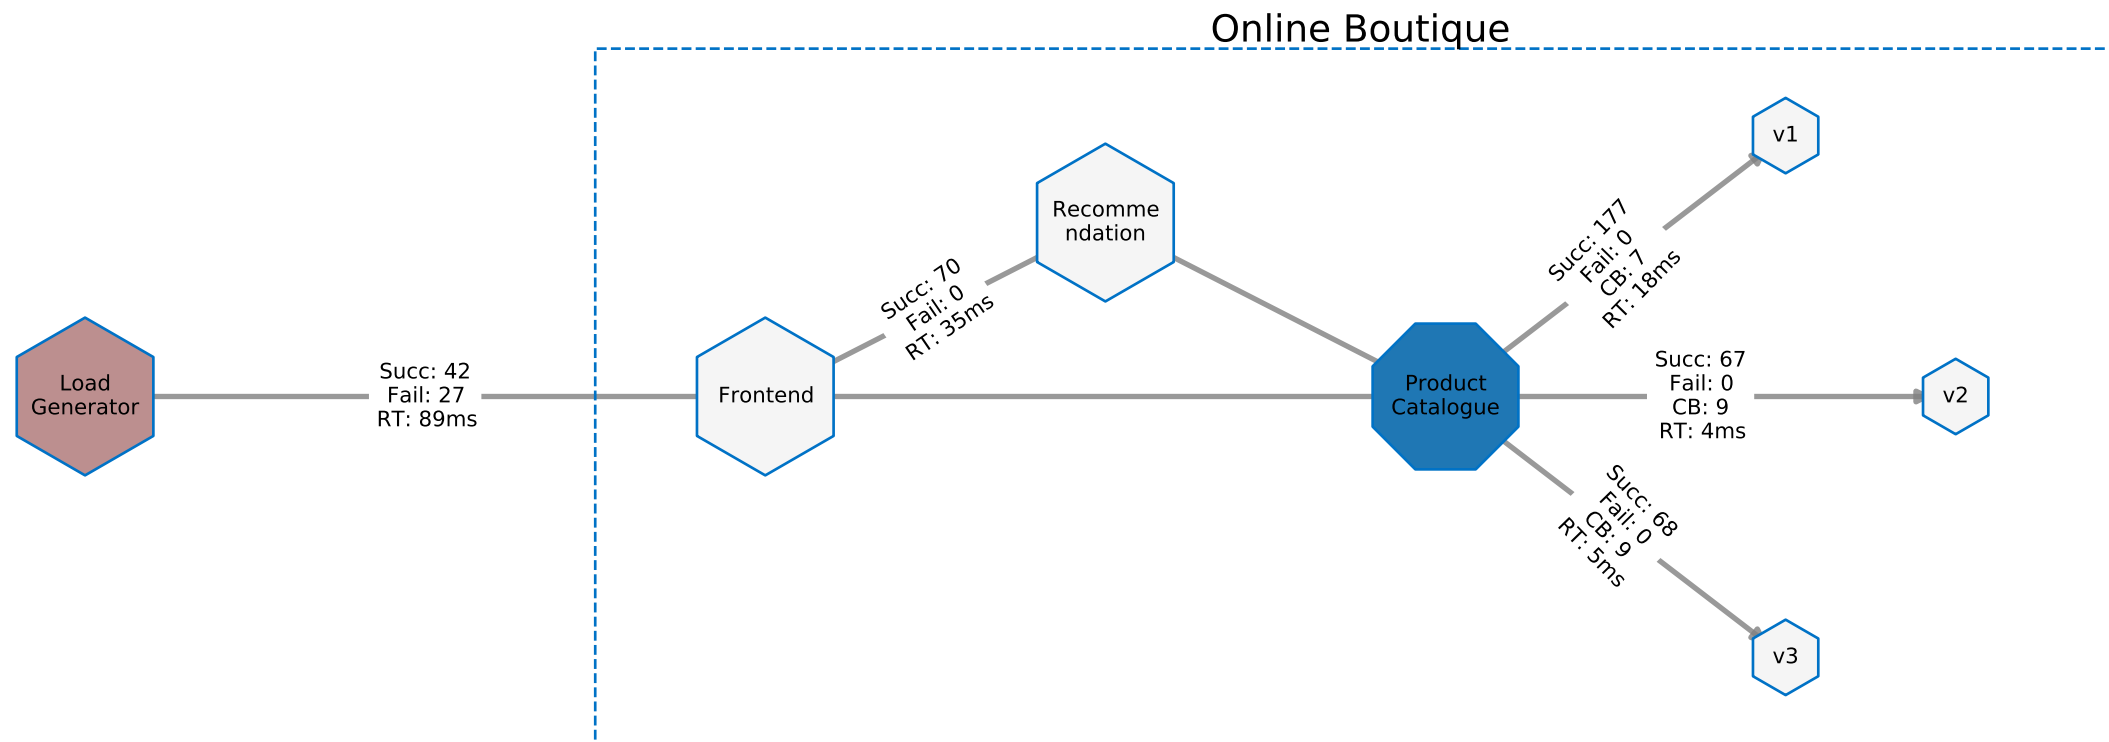 Online Boutique
Load
Generator
Succ: 42
Fail: 27
RT: 89ms
Frontend
Succ: 70
Fail: 0
RT: 35ms
Recomme
ndation
Product
Catalogue
Succ: 177
Fail: 0
CB: 7
RT: 18ms
v1
Succ: 67
Fail: 0
CB: 9
RT: 4ms
v2
Succ: 68
Fail: 0
CB: 9
RT: 5ms
v3